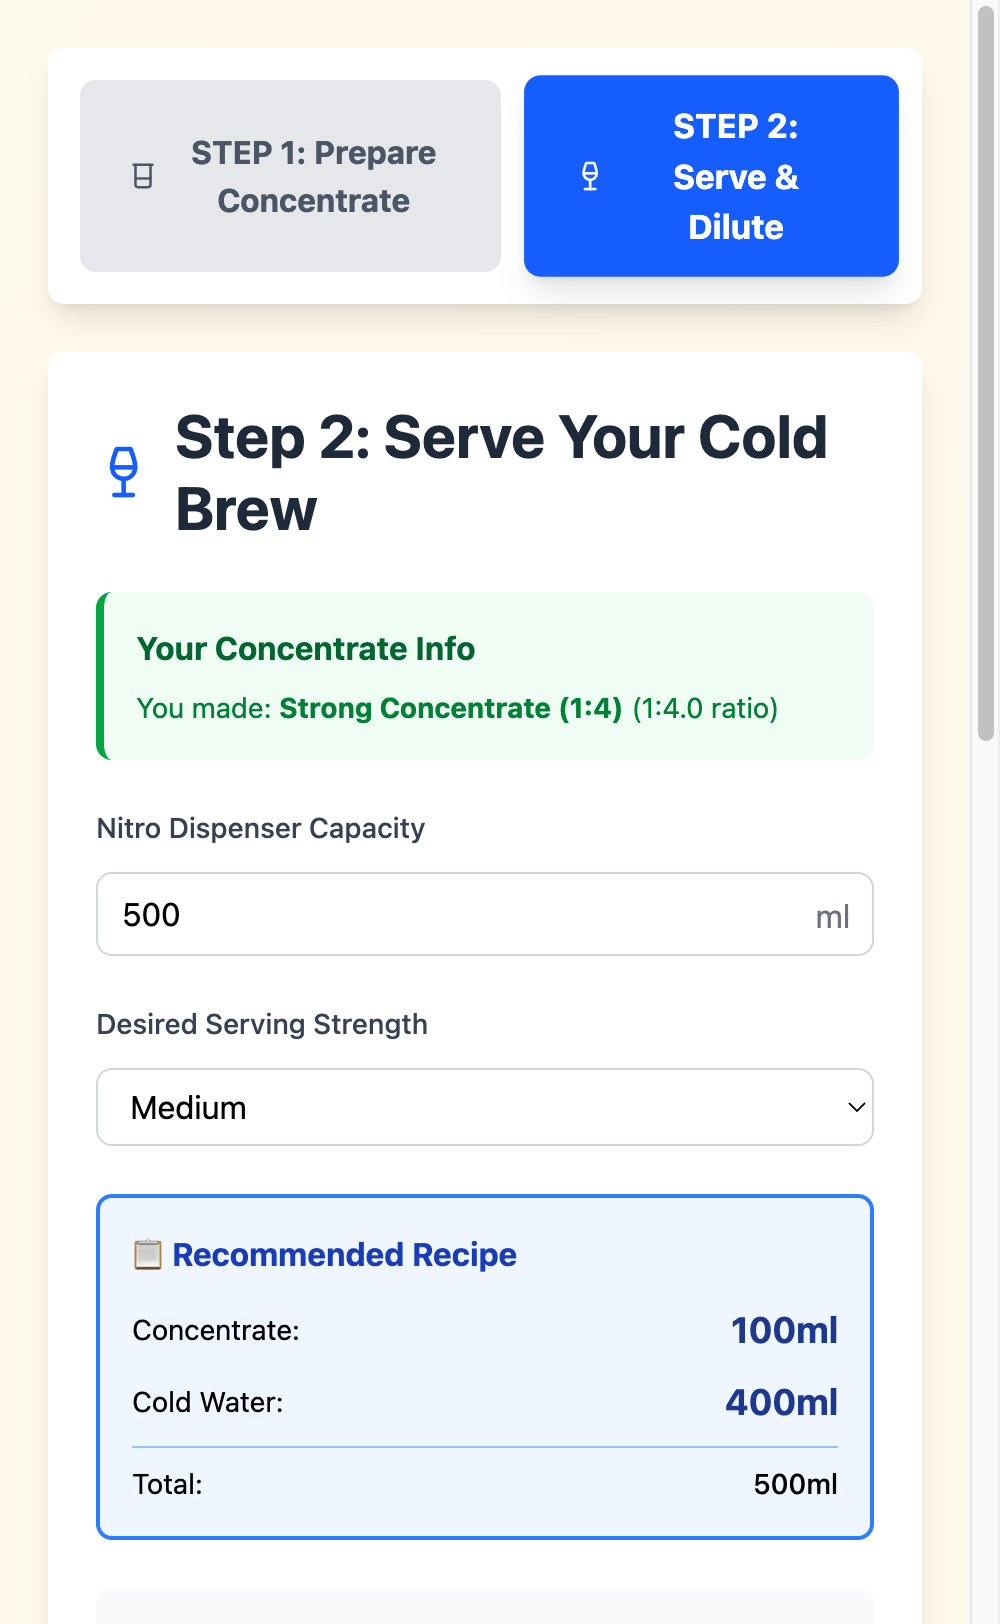 STEP 1: Prepare
Concentrate
STEP 2:
Serve &
Dilute
Step 2: Serve Your Cold
Brew
Your Concentrate Info
You made: Strong Concentrate (1:4) (1:4.0 ratio)
Nitro Dispenser Capacity
500 ml
Desired Serving Strength
Medium
📋 Recommended Recipe
Concentrate: 100ml
Cold Water: 400ml
Total: 500ml